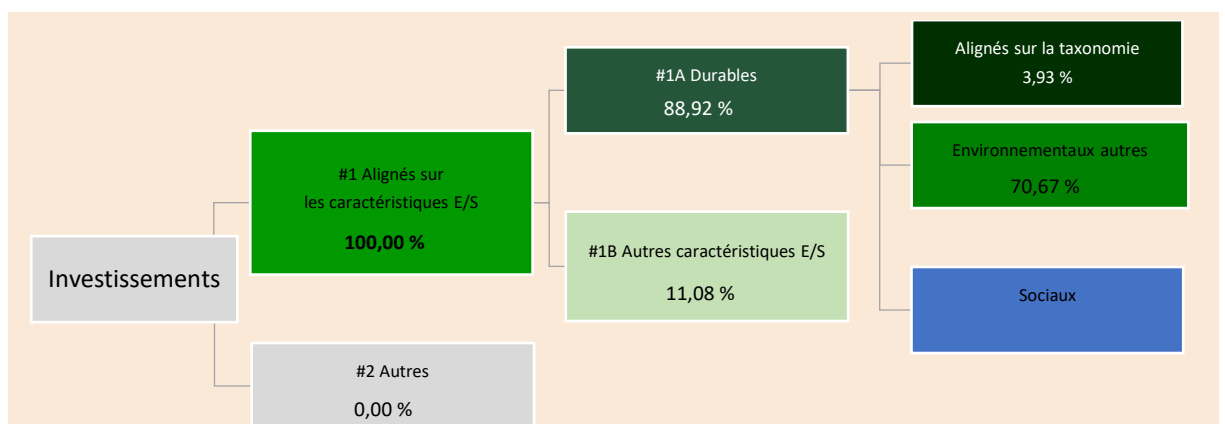 Investissements
#1 Alignés sur
les caractéristiques E/S
100,00 %
#2 Autres
0,00 %
#1A Durables
88,92 %
#1B Autres caractéristiques E/S
11,08 %
Alignés sur la taxonomie
3,93 %
Environnementaux autres
70,67 %
Sociaux